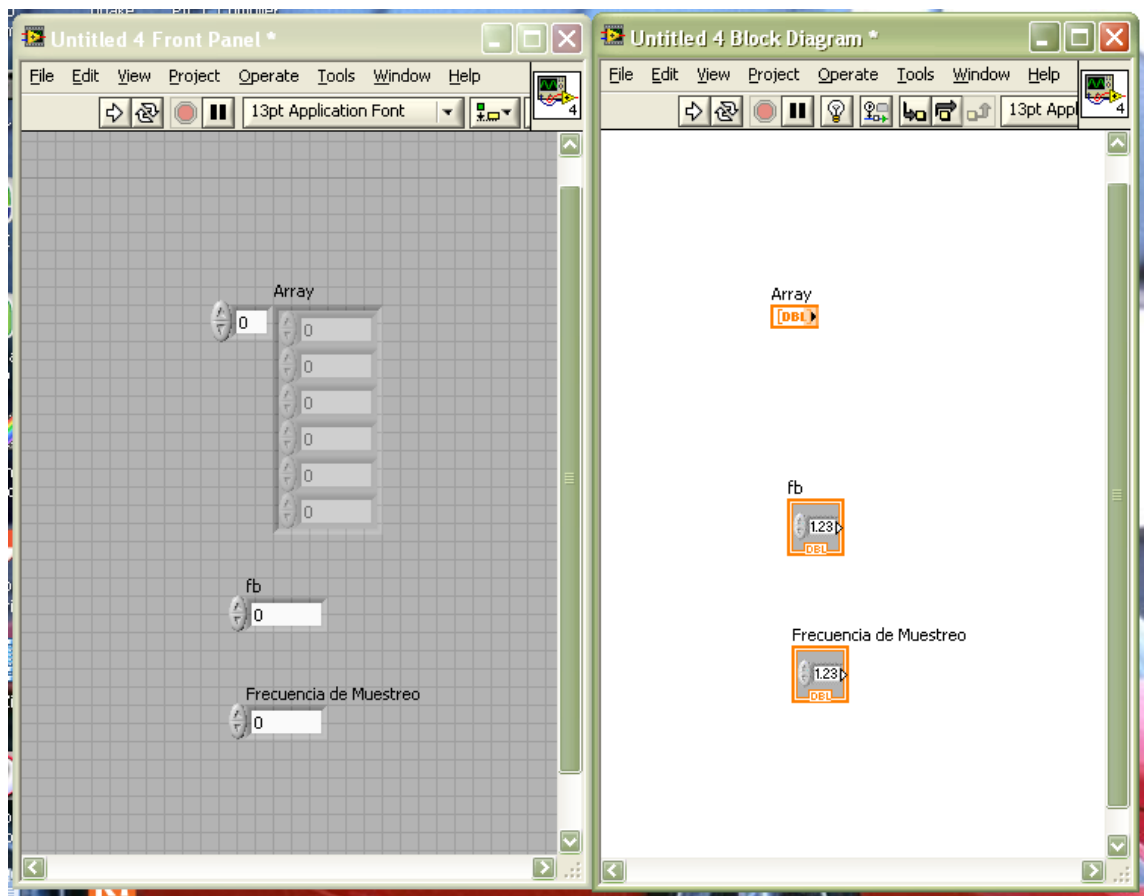 Untitled 4 Front Panel *
File Edit View Project Operate Tools Window Help
13pt Application Font
4
Array
0
0
0
0
0
0
0
fb
0
Frecuencia de Muestreo
0
Untitled 4 Block Diagram *
File Edit View Project Operate Tools Window Help
13pt Appl
4
Array
[DBL]
fb
1.23
DBL
Frecuencia de Muestreo
1.23
DBL